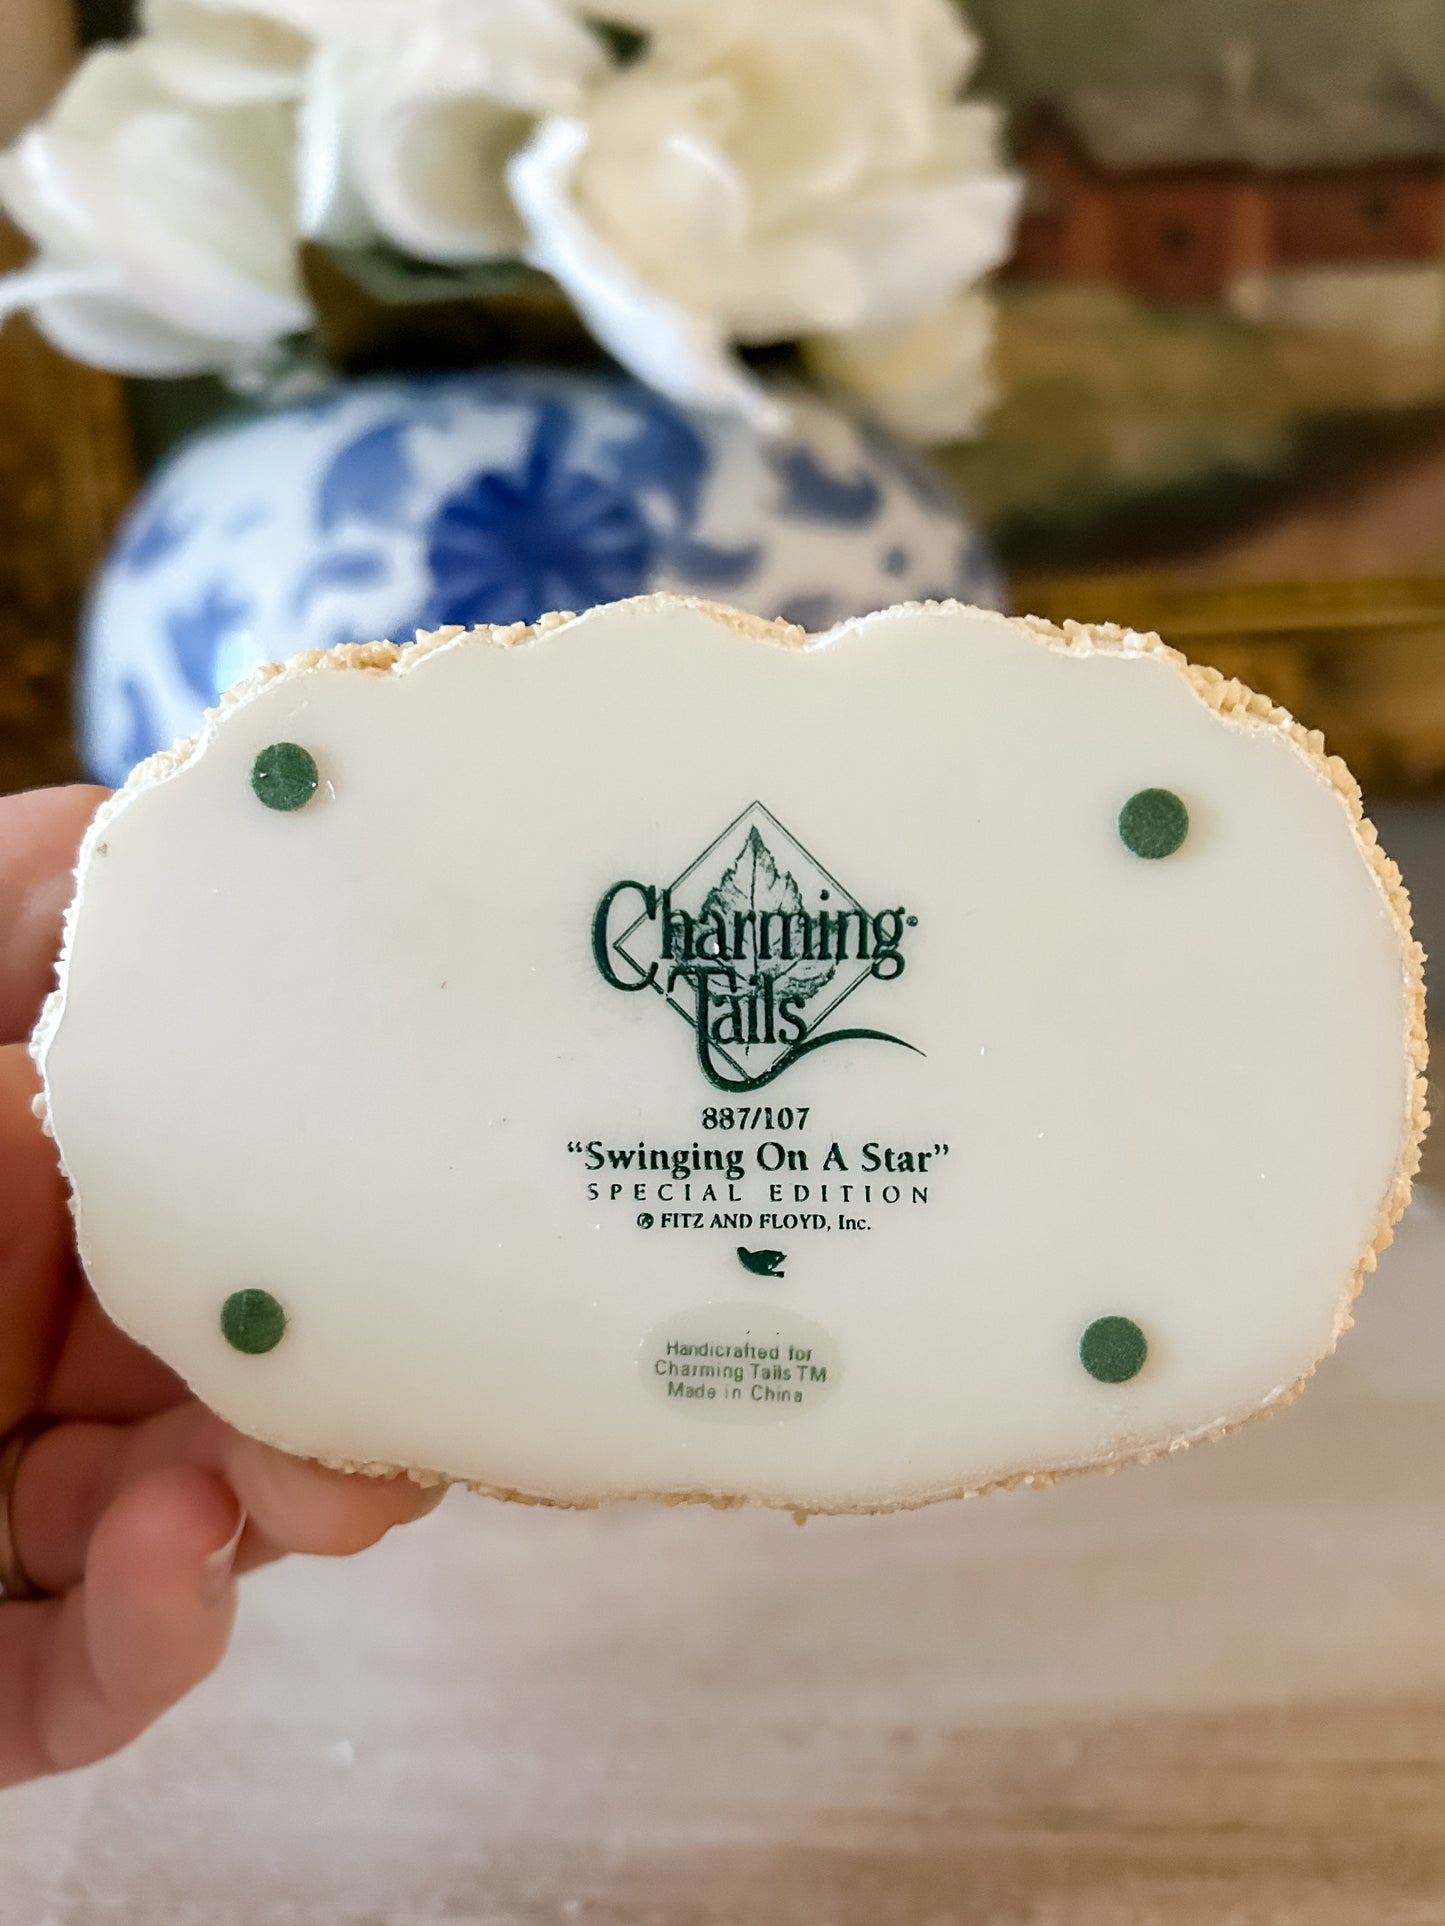 Charming®
Tails
887/107
“Swinging On A Star”
SPECIAL EDITION
© FITZ AND FLOYD, Inc.
Handicrafted for
Charming Tails TM
Made in China